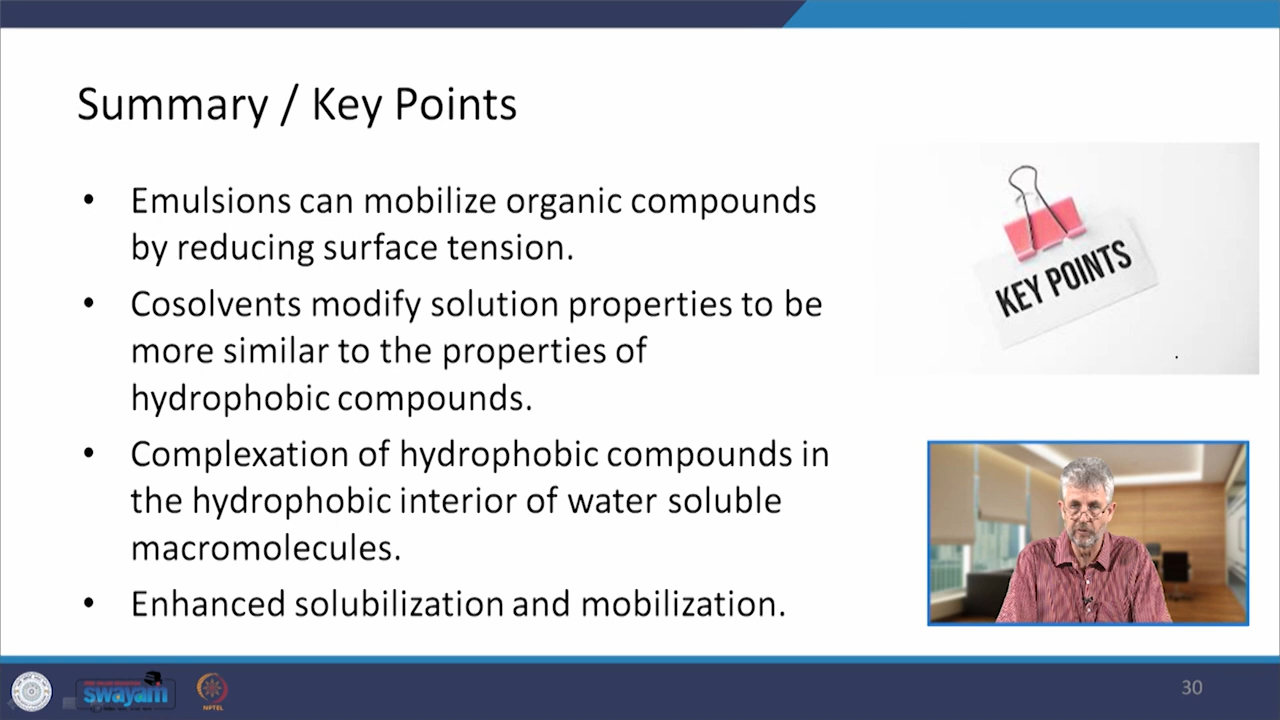 Summary / Key Points
• Emulsions can mobilize organic compounds
by reducing surface tension.
• Cosolvents modify solution properties to be
more similar to the properties of
hydrophobic compounds.
• Complexation of hydrophobic compounds in
the hydrophobic interior of water soluble
macromolecules.
• Enhanced solubilization and mobilization.
KEY POINTS
swayam
NPTEL
30